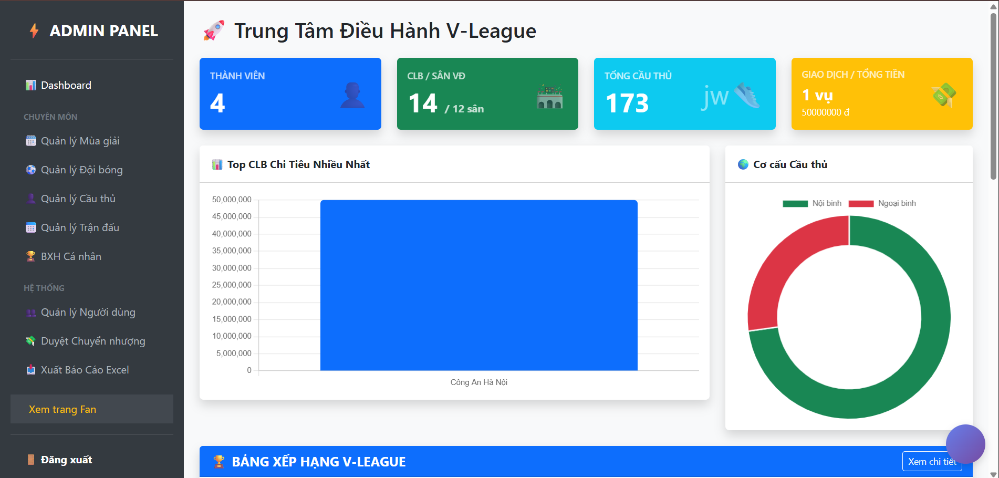 ADMIN PANEL
Dashboard
CHUYÊN MÔN
Quản lý Mùa giải
Quản lý Đội bóng
Quản lý Cầu thủ
Quản lý Trận đấu
BXH Cá nhân
HỆ THỐNG
Quản lý Người dùng
Duyệt Chuyển nhượng
Xuất Báo Cáo Excel
Xem trang Fan
Đăng xuất
Trung Tâm Điều Hành V-League
THÀNH VIÊN
4
CLB / SÂN VĐ
14 / 12 sân
TỔNG CẦU THỦ
173
jw
GIAO DỊCH / TỔNG TIỀN
1 vụ
50000000 đ
Top CLB Chi Tiêu Nhiều Nhất
50,000,000
45,000,000
40,000,000
35,000,000
30,000,000
25,000,000
20,000,000
15,000,000
10,000,000
5,000,000
0
Công An Hà Nội
Cơ cấu Cầu thủ
Nội binh
Ngoại binh
BẢNG XẾP HẠNG V-LEAGUE
Xem chi tiết